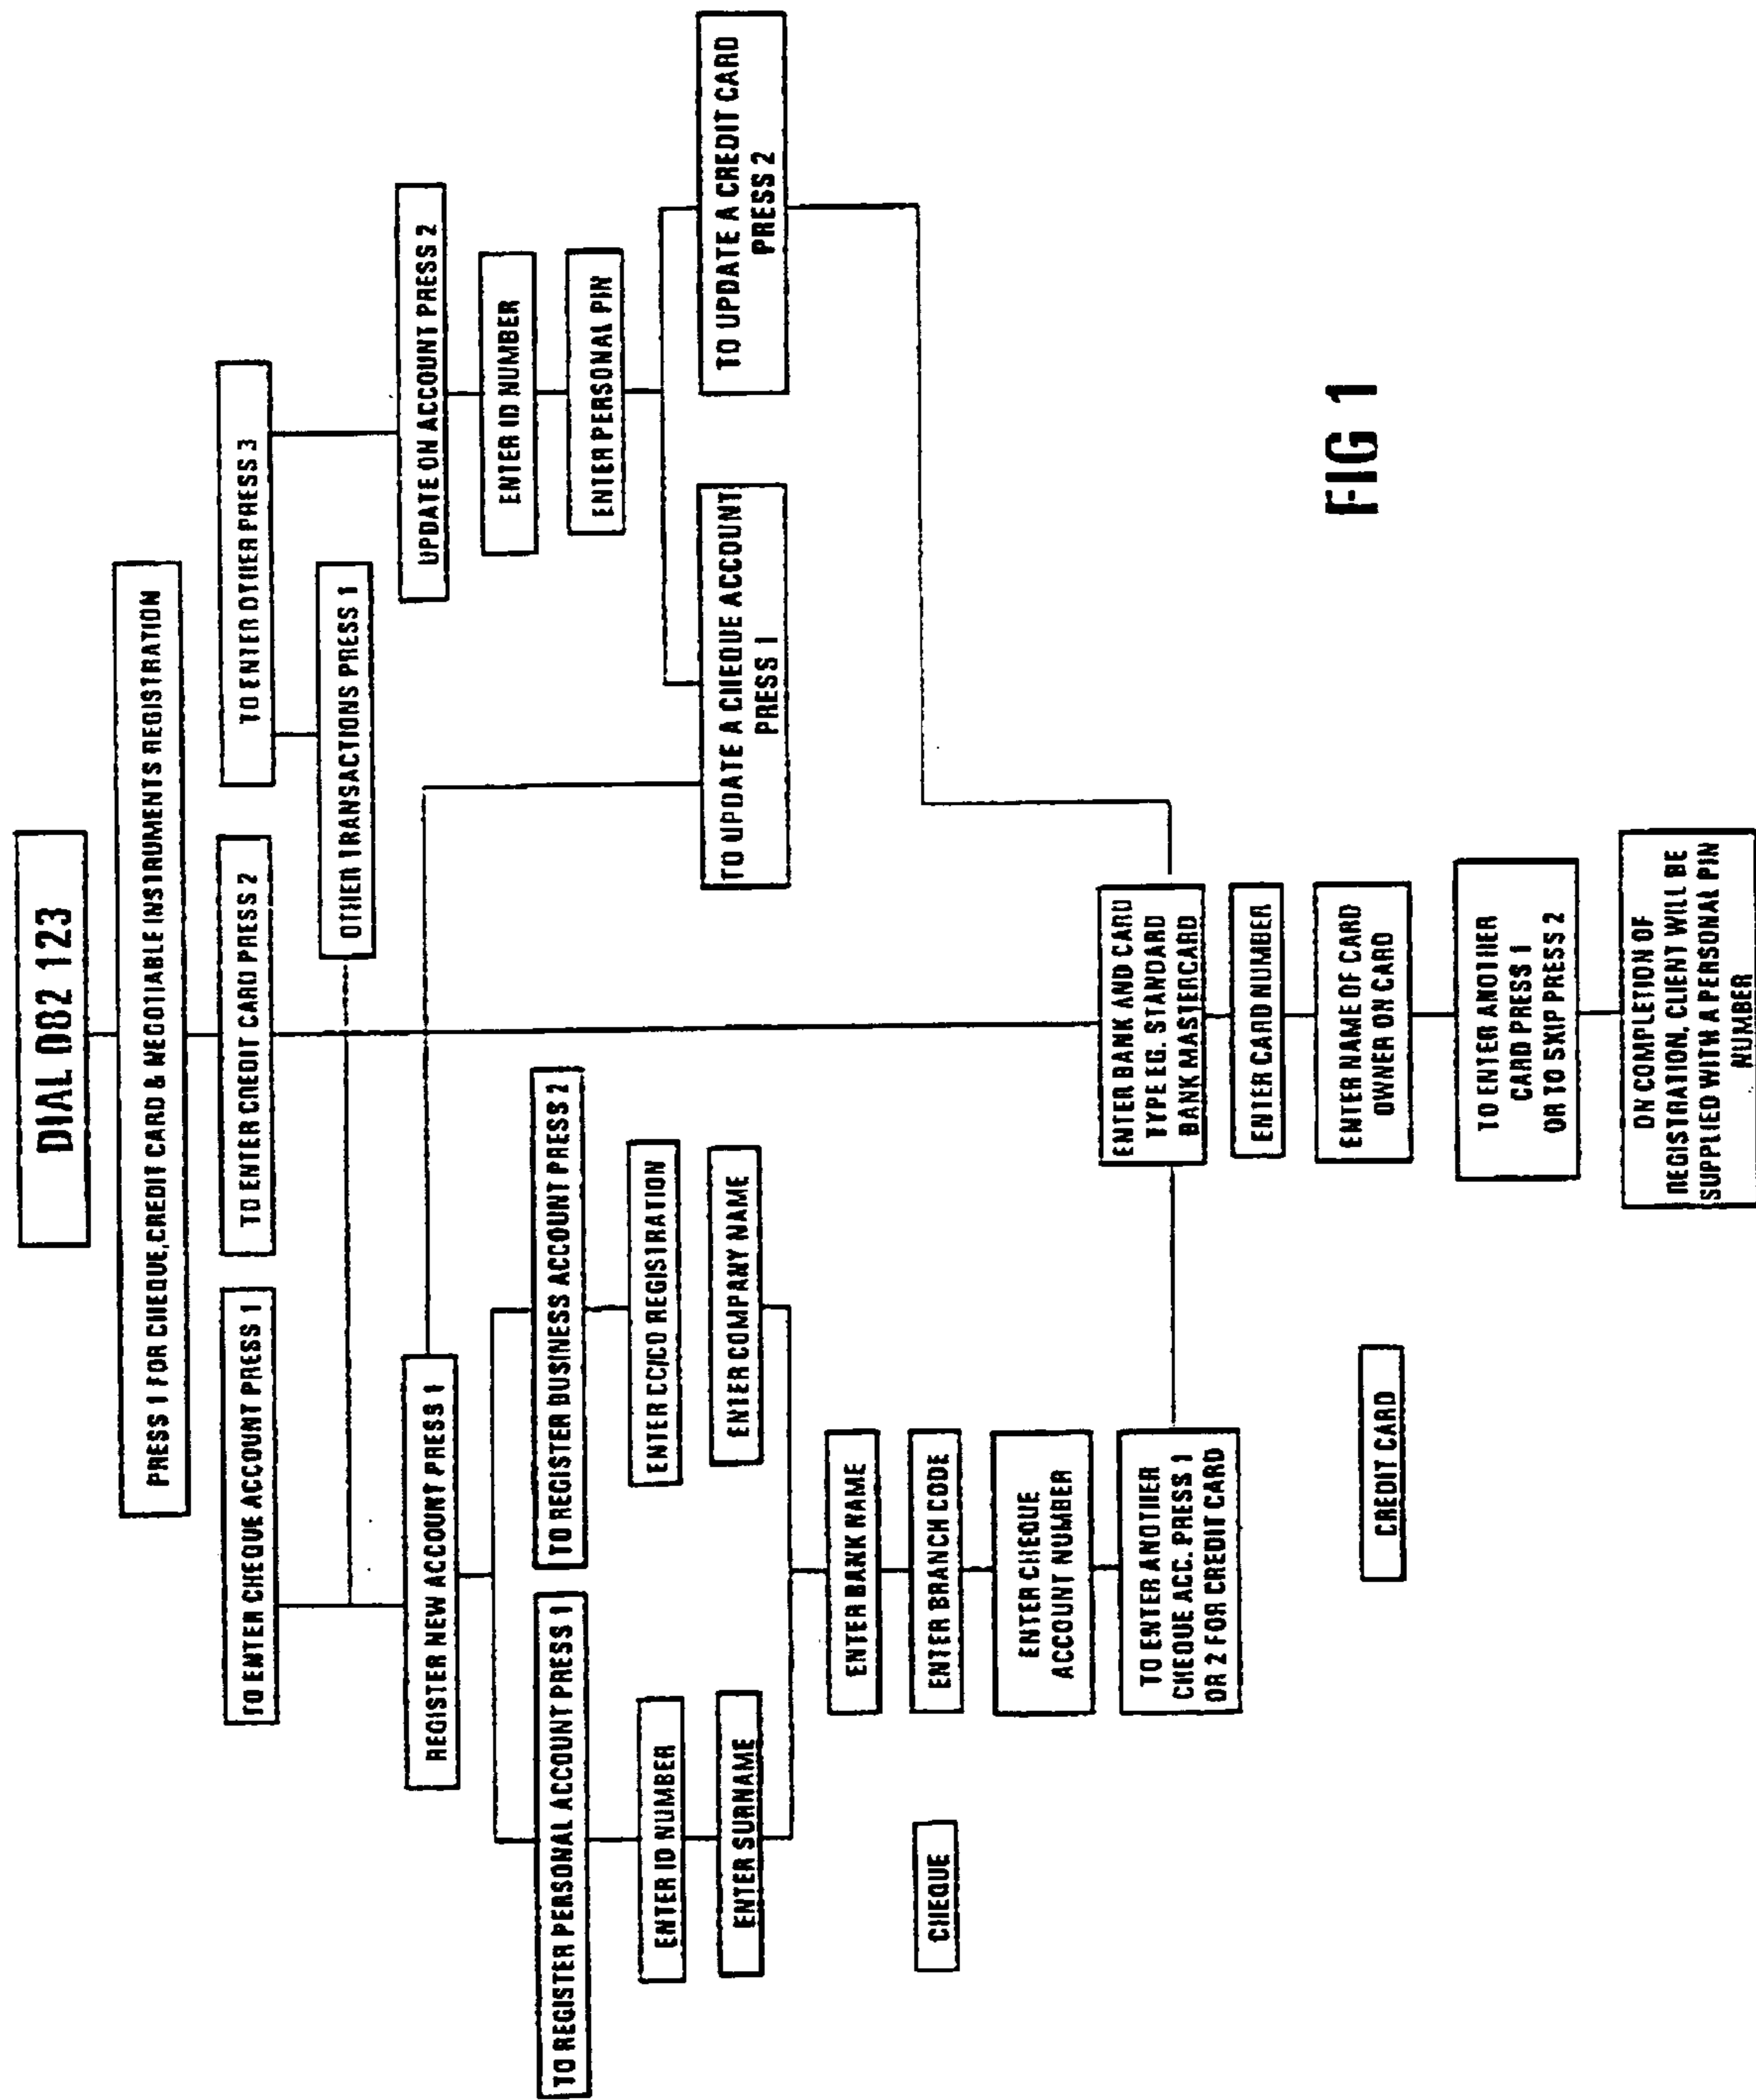 DIAL 082 123
PRESS 1 FOR CHEQUE, CREDIT CARD & NEGOTIABLE INSTRUMENTS REGISTRATION
TO ENTER CHEQUE ACCOUNT PRESS 1
TO ENTER CREDIT CARD PRESS 2
TO ENTER OTHER PRESS 3
OTHER TRANSACTIONS PRESS 1
REGISTER NEW ACCOUNT PRESS 1
UPDATE ON ACCOUNT PRESS 2
TO REGISTER PERSONAL ACCOUNT PRESS 1
TO REGISTER BUSINESS ACCOUNT PRESS 2
ENTER ID NUMBER
ENTER ID NUMBER
ENTER CC/CO REGISTRATION
ENTER PERSONAL PIN
ENTER SURNAME
ENTER COMPANY NAME
TO UPDATE A CHEQUE ACCOUNT
PRESS 1
TO UPDATE A CREDIT CARD
PRESS 2
ENTER BANK NAME
CHEQUE
ENTER BRANCH CODE
ENTER CHEQUE
ACCOUNT NUMBER
TO ENTER ANOTHER
CHEQUE ACC. PRESS 1
OR 2 FOR CREDIT CARD
ENTER BANK AND CARD
TYPE EG. STANDARD
BANK MASTERCARD
ENTER CARD NUMBER
ENTER NAME OF CARD
OWNER ON CARD
CREDIT CARD
TO ENTER ANOTHER
CARD PRESS 1
OR TO SKIP PRESS 2
ON COMPLETION OF
REGISTRATION, CLIENT WILL BE
SUPPLIED WITH A PERSONAL PIN
NUMBER
FIG 1